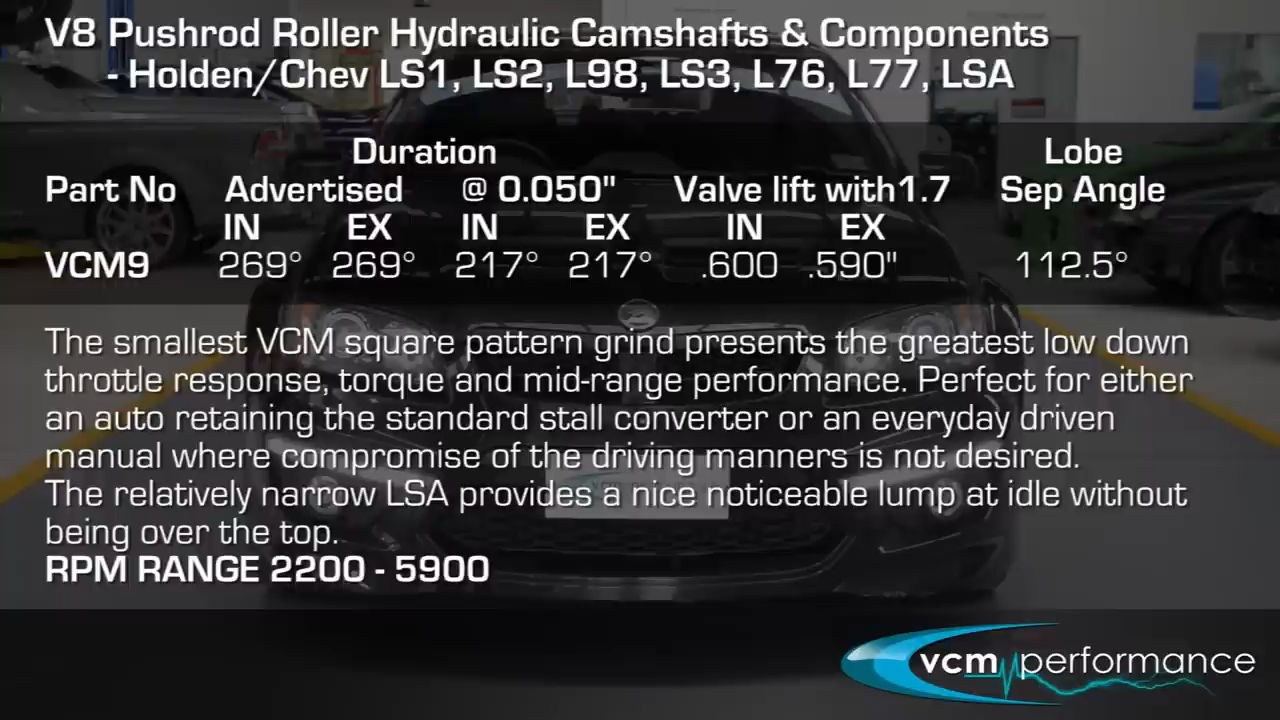 V8 Pushrod Roller Hydraulic Camshafts & Components
- Holden/Chev LS1, LS2, L98, LS3, L76, L77, LSA
Duration Lobe
Part No Advertised @ 0.050" Valve lift with1.7 Sep Angle
IN EX IN EX IN EX
VCM9 269° 269° 217° 217° .600 .590" 112.5°
The smallest VCM square pattern grind presents the greatest low down
throttle response, torque and mid-range performance. Perfect for either
an auto retaining the standard stall converter or an everyday driven
manual where compromise of the driving manners is not desired.
The relatively narrow LSA provides a nice noticeable lump at idle without
being over the top.
RPM RANGE 2200 - 5900
vcm performance